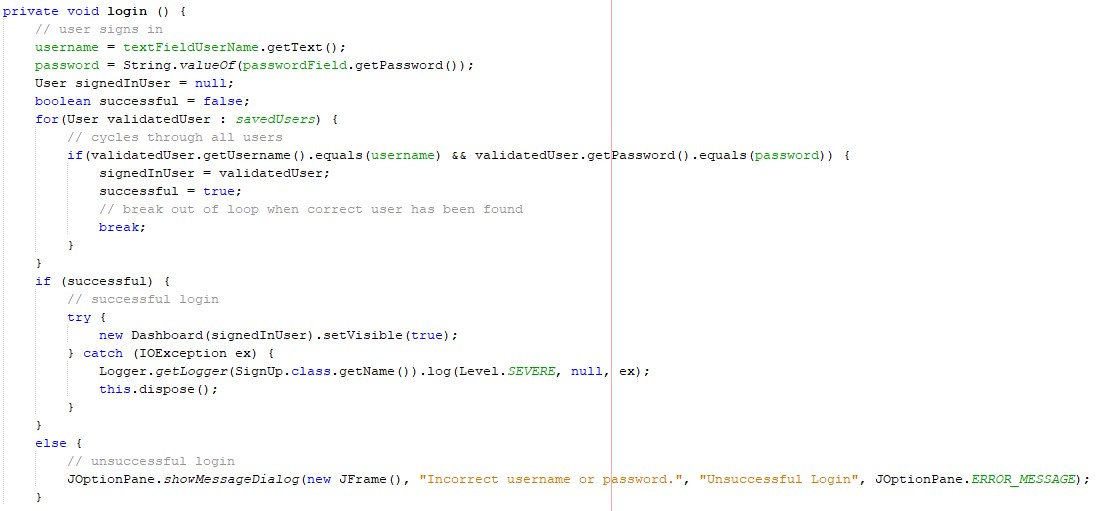 private void login () {
    // user signs in
    username = textFieldUserName.getText();
    password = String.valueOf(passwordField.getPassword());
    User signedInUser = null;
    boolean successful = false;
    for(User validatedUser : savedUsers) {
        // cycles through all users
        if(validatedUser.getUsername().equals(username) && validatedUser.getPassword().equals(password)) {
            signedInUser = validatedUser;
            successful = true;
            // break out of loop when correct user has been found
            break;
        }
    }
    if (successful) {
        // successful login
        try {
            new Dashboard(signedInUser).setVisible(true);
        } catch (IOException ex) {
            Logger.getLogger(SignUp.class.getName()).log(Level.SEVERE, null, ex);
            this.dispose();
        }
    }
    else {
        // unsuccessful login
        JOptionPane.showMessageDialog(new JFrame(), "Incorrect username or password.", "Unsuccessful Login", JOptionPane.ERROR_MESSAGE);
    }